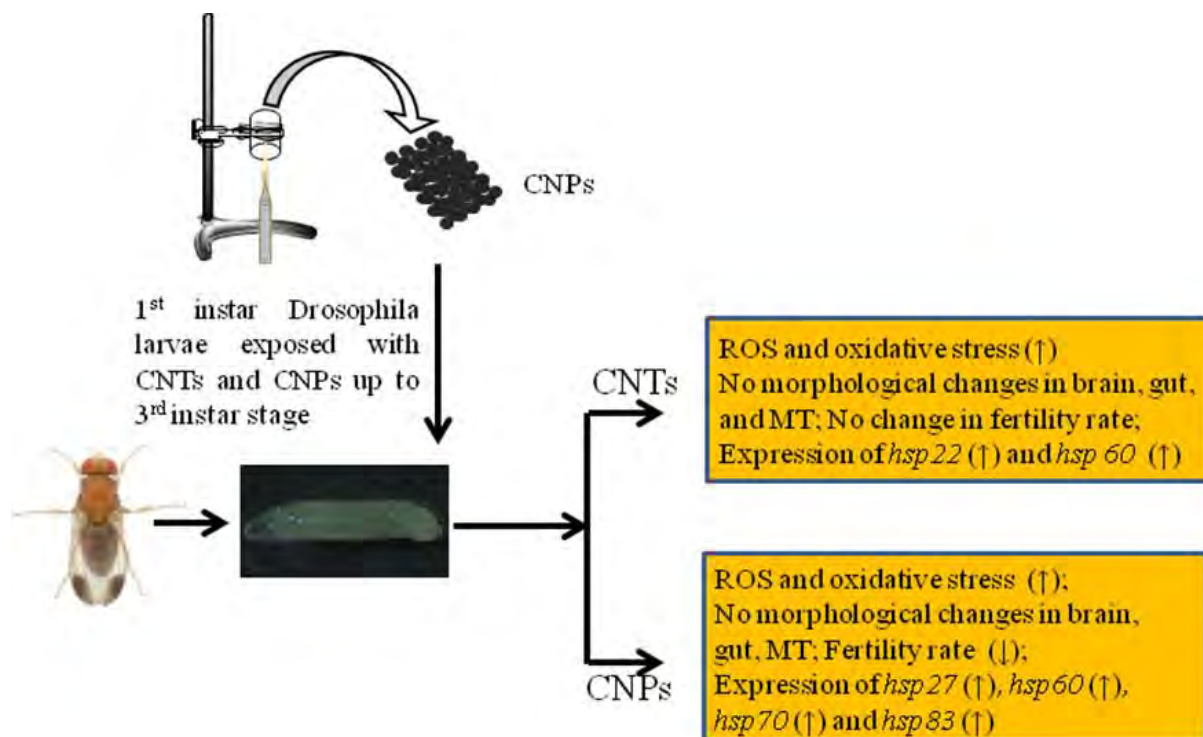 CNPs
1st instar Drosophila
larvae exposed with
CNTs and CNPs up to
3rd instar stage
CNTs
ROS and oxidative stress (↑)
No morphological changes in brain, gut,
and MT; No change in fertility rate;
Expression of hsp22 (↑) and hsp 60 (↑)
CNPs
ROS and oxidative stress (↑);
No morphological changes in brain,
gut, MT; Fertility rate (↓);
Expression of hsp27 (↑), hsp60 (↑),
hsp70 (↑) and hsp83 (↑)